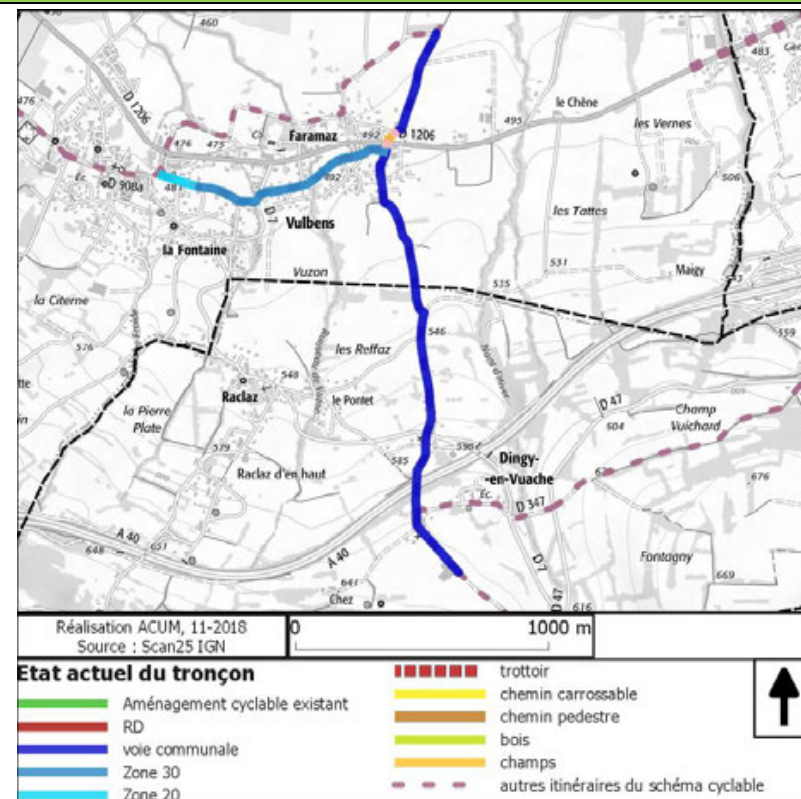 460
476
D 1206
Faramaz
492
D 1206
495
le Chêne
483
476
475
les Vernes
Éc.
D 908a
492
506
D 7
Vulbens
les Tattes
la Fontaine
Vuzon
531
Maigy
535
la Citerne
546
559
576
les Reffaz
548
Raclaz
le Pontet
D 47
504
Champ
Vuichard
la Pierre
Plate
579
585
Dingy-
-en-Vuache
Raclaz d'en haut
676
Éc.
D 347
A 40
648
651
A 40
D 7
Fontagny
669
Chez
D 47
616
Réalisation ACUM, 11-2018
Source : Scan25 IGN
0
1000 m
Etat actuel du tronçon
Aménagement cyclable existant
RD
voie communale
Zone 30
Zone 20
trottoir
chemin carrossable
chemin pedestre
bois
champs
autres itinéraires du schéma cyclable